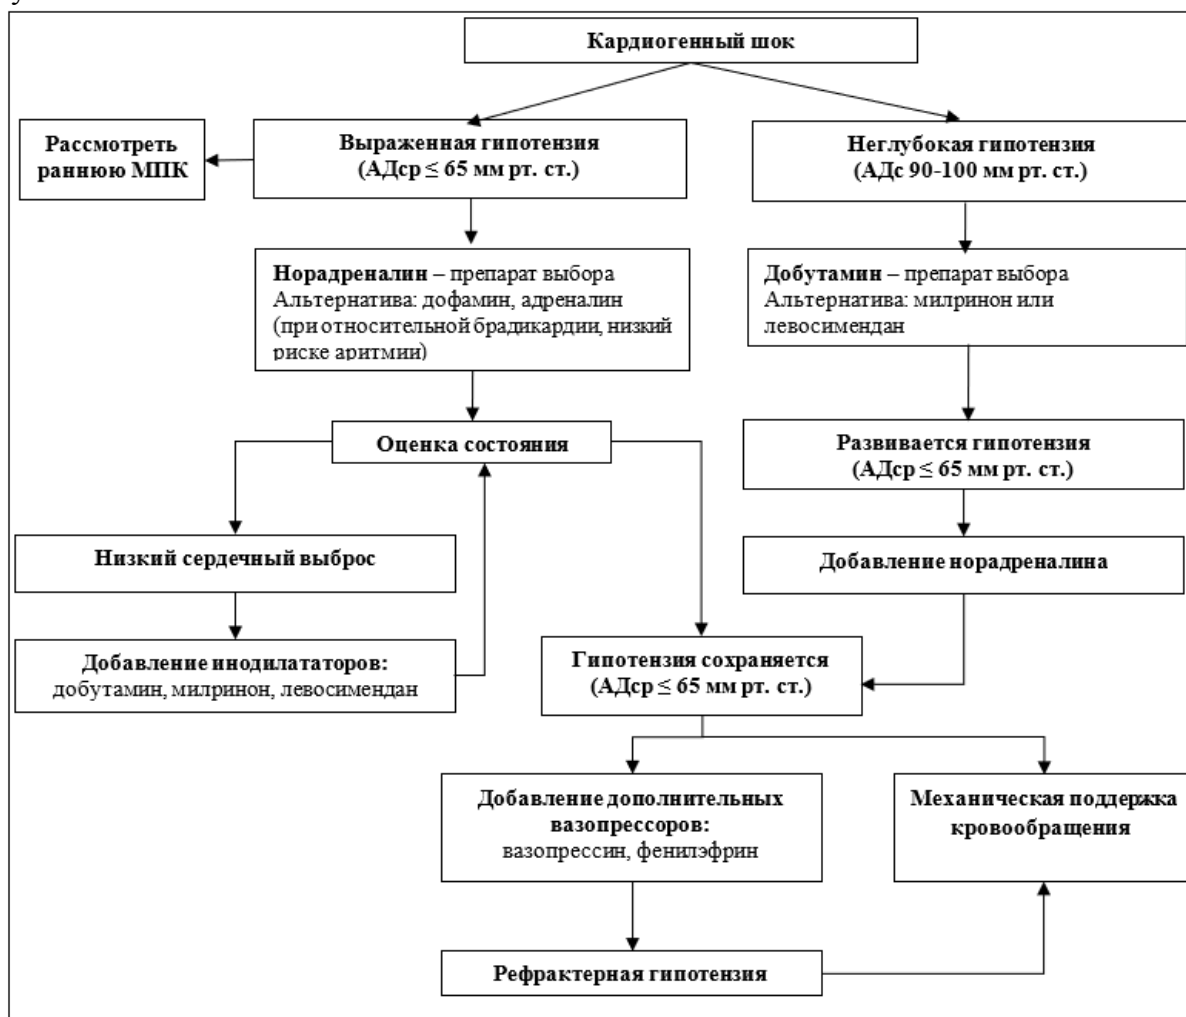 Кардиогенный шок
Рассмотреть
раннюю МПК
Выраженная гипотензия
(АДср ≤ 65 мм рт. ст.)
Неглубокая гипотензия
(АДс 90-100 мм рт. ст.)
Норадреналин – препарат выбора
Альтернатива: дофамин, адреналин
(при относительной брадикардии, низкий
риске аритмии)
Добутамин – препарат выбора
Альтернатива: милринон или
левосимендан
Оценка состояния
Развивается гипотензия
(АДср ≤ 65 мм рт. ст.)
Низкий сердечный выброс
Добавление норадреналина
Добавление инодилататоров:
добутамин, милринон, левосимендан
Гипотензия сохраняется
(АДср ≤ 65 мм рт. ст.)
Добавление дополнительных
вазопрессоров:
вазопрессин, фенилэфрин
Механическая поддержка
кровообращения
Рефрактерная гипотензия